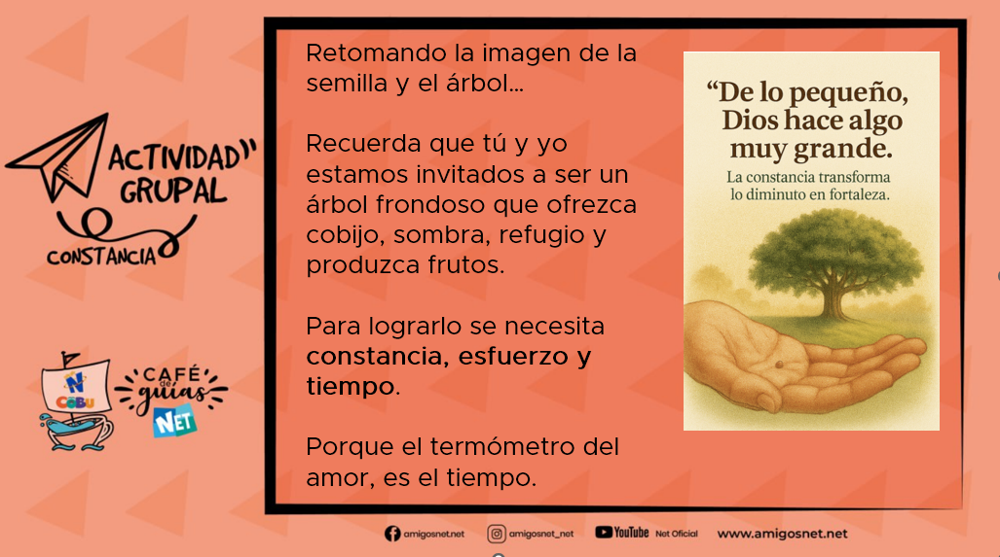 ACTIVIDAD"
GRUPAL
CONSTANCIA
N
COBU
CAFÉ
de
guías
NET
Retomando la imagen de la
semilla y el árbol...
Recuerda que tú y yo
estamos invitados a ser un
árbol frondoso que ofrezca
cobijo, sombra, refugio y
produzca frutos.
Para lograrlo se necesita
constancia, esfuerzo y
tiempo.
Porque el termómetro del
amor, es el tiempo.
“De lo pequeño,
Dios hace algo
muy grande.
La constancia transforma
lo diminuto en fortaleza.
amigosnet.net amigosnet_net YouTube Net Oficial www.amigosnet.net